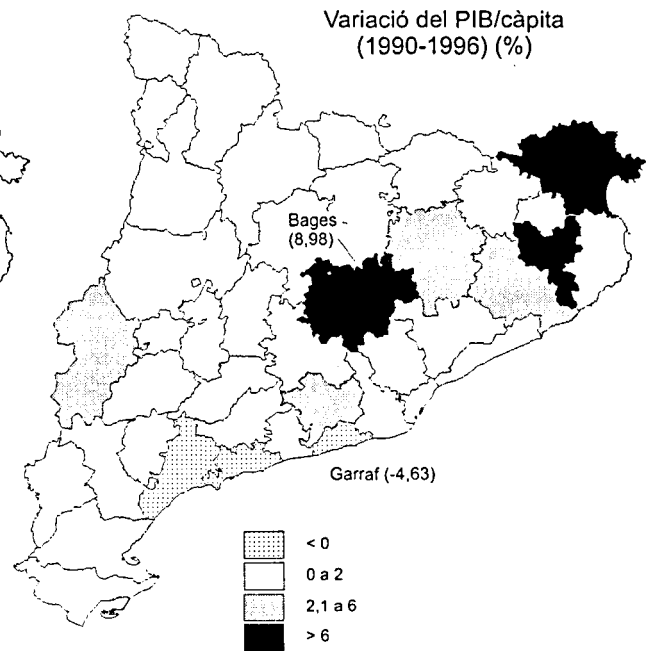 Variació del PIB/càpita
(1990-1996) (%)
Bages
(8,98)
Garraf (-4,63)
< 0
0 a 2
2,1 a 6
> 6